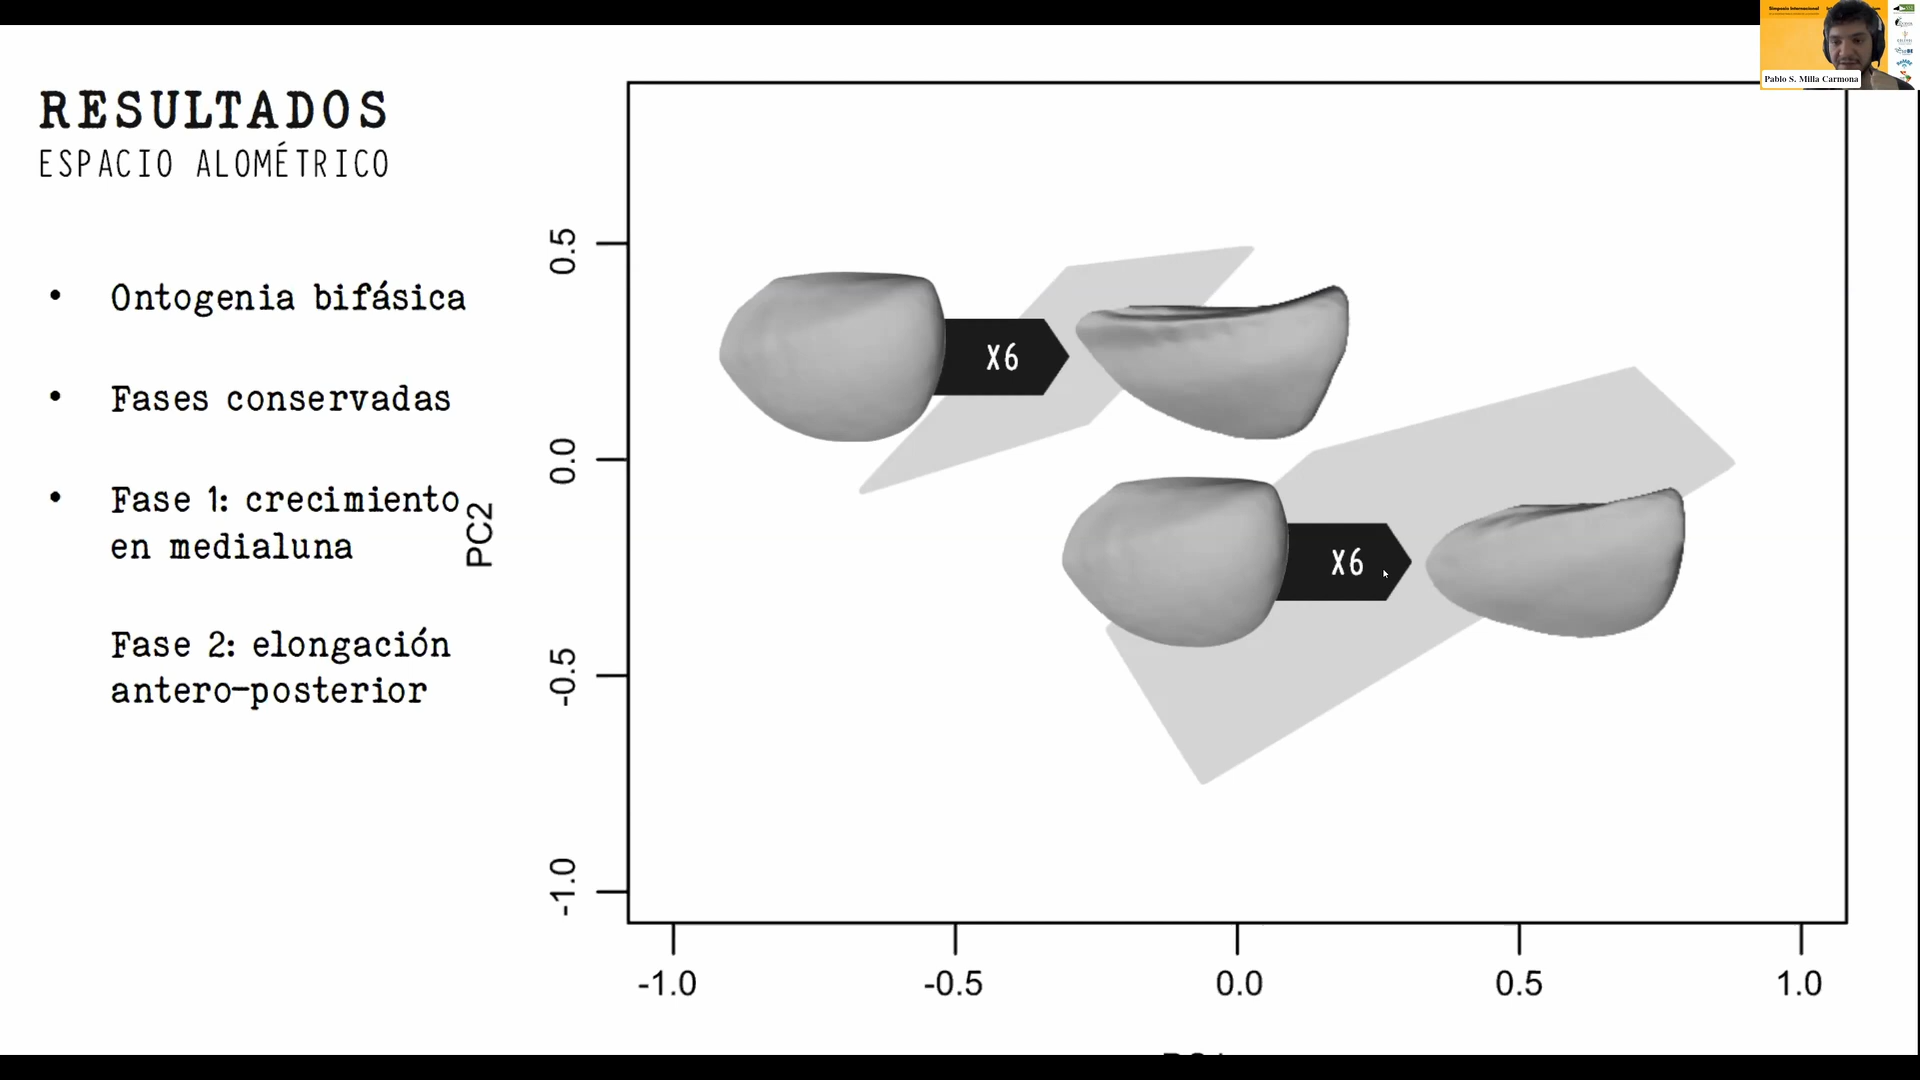 Simposio Internacional
Pablo S. Milla Carmona
RESULTADOS
ESPACIO ALOMÉTRICO
• Ontogenia bifásica
• Fases conservadas
• Fase 1: crecimiento
en medialuna
Fase 2: elongación
antero-posterior
PC2
0.5
0.0
-0.5
-1.0
X6
X6
-1.0 -0.5 0.0 0.5 1.0